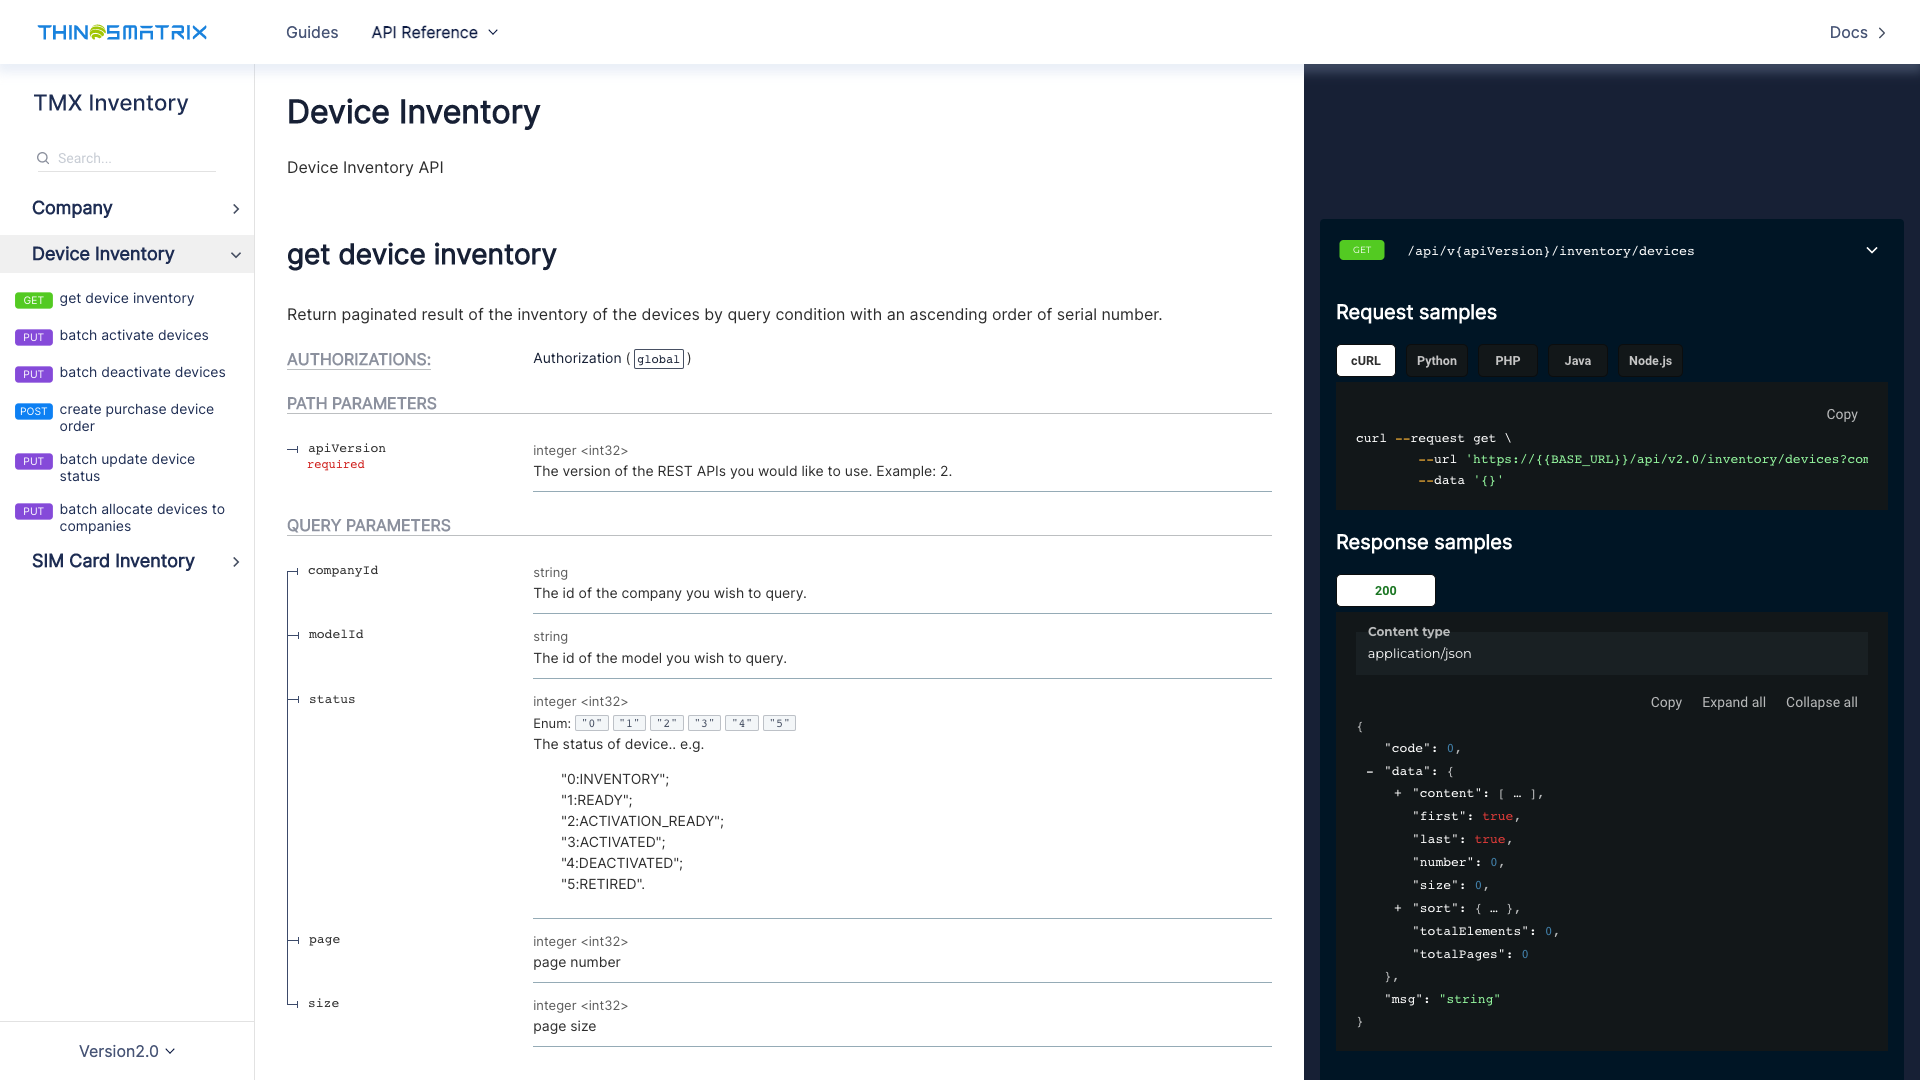 THINGSMATRIX
Guides
API Reference
Docs
TMX Inventory
Search...
Company
Device Inventory
GET get device inventory
PUT batch activate devices
PUT batch deactivate devices
POST create purchase device
order
PUT batch update device
status
PUT batch allocate devices to
companies
SIM Card Inventory
Version2.0
Device Inventory
Device Inventory API
get device inventory
Return paginated result of the inventory of the devices by query condition with an ascending order of serial number.
AUTHORIZATIONS: Authorization ( global )
PATH PARAMETERS
apiVersion integer <int32>
required The version of the REST APIs you would like to use. Example: 2.
QUERY PARAMETERS
companyId string
The id of the company you wish to query.
modelId string
The id of the model you wish to query.
status integer <int32>
Enum: "0" "1" "2" "3" "4" "5"
The status of device.. e.g.
"0:INVENTORY";
"1:READY";
"2:ACTIVATION_READY";
"3:ACTIVATED";
"4:DEACTIVATED";
"5:RETIRED".
page integer <int32>
page number
size integer <int32>
page size
GET /api/v{apiVersion}/inventory/devices
Request samples
cURL Python PHP Java Node.js
Copy
curl --request get \
--url 'https://{{BASE_URL}}/api/v2.0/inventory/devices?com
--data '{}'
Response samples
200
Content type
application/json
Copy Expand all Collapse all
{
"code": 0,
- "data": {
+ "content": [ … ],
"first": true,
"last": true,
"number": 0,
"size": 0,
+ "sort": { … },
"totalElements": 0,
"totalPages": 0
},
"msg": "string"
}